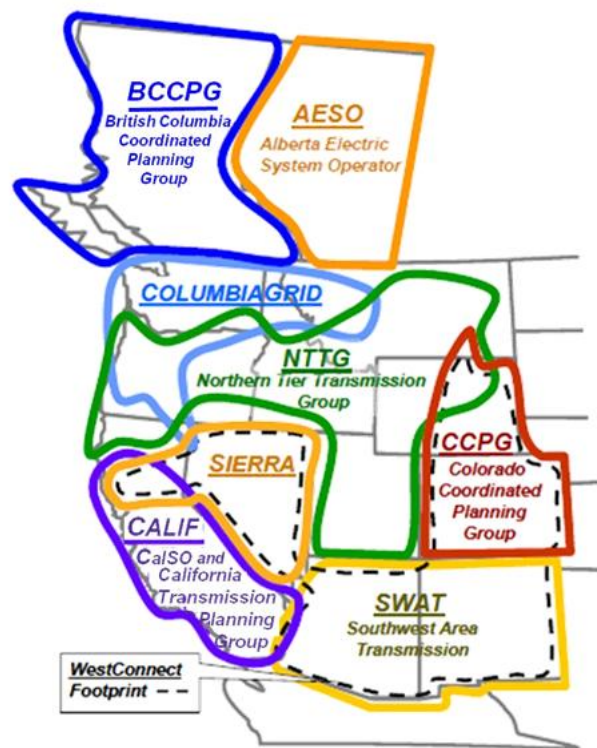 BCCPG
British Columbia
Coordinated
Planning
Group
AESO
Alberta Electric
System Operator
COLUMBIAGRID
NTTG
Northern Tier Transmission
Group
SIERRA
CCPG
Colorado
Coordinated
Planning
Group
CALIF
CaISO and
California
Transmission
Planning
Group
SWAT
Southwest Area
Transmission
WestConnect
Footprint